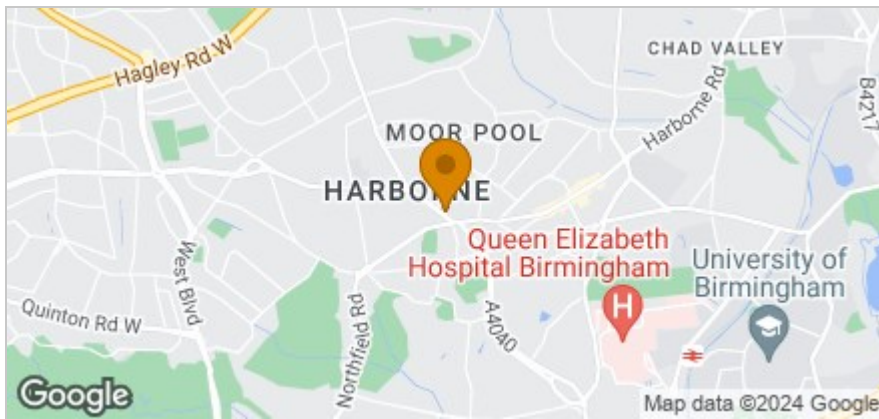 CHAD VALLEY
Hagley Rd W
Harborne Rd
B4217
MOOR POOL
HARBORNE
Queen Elizabeth
Hospital Birmingham
University of
Birmingham
West Blvd
Quinton Rd W
Northfield Rd
A4040
H
Google
Map data ©2024 Google